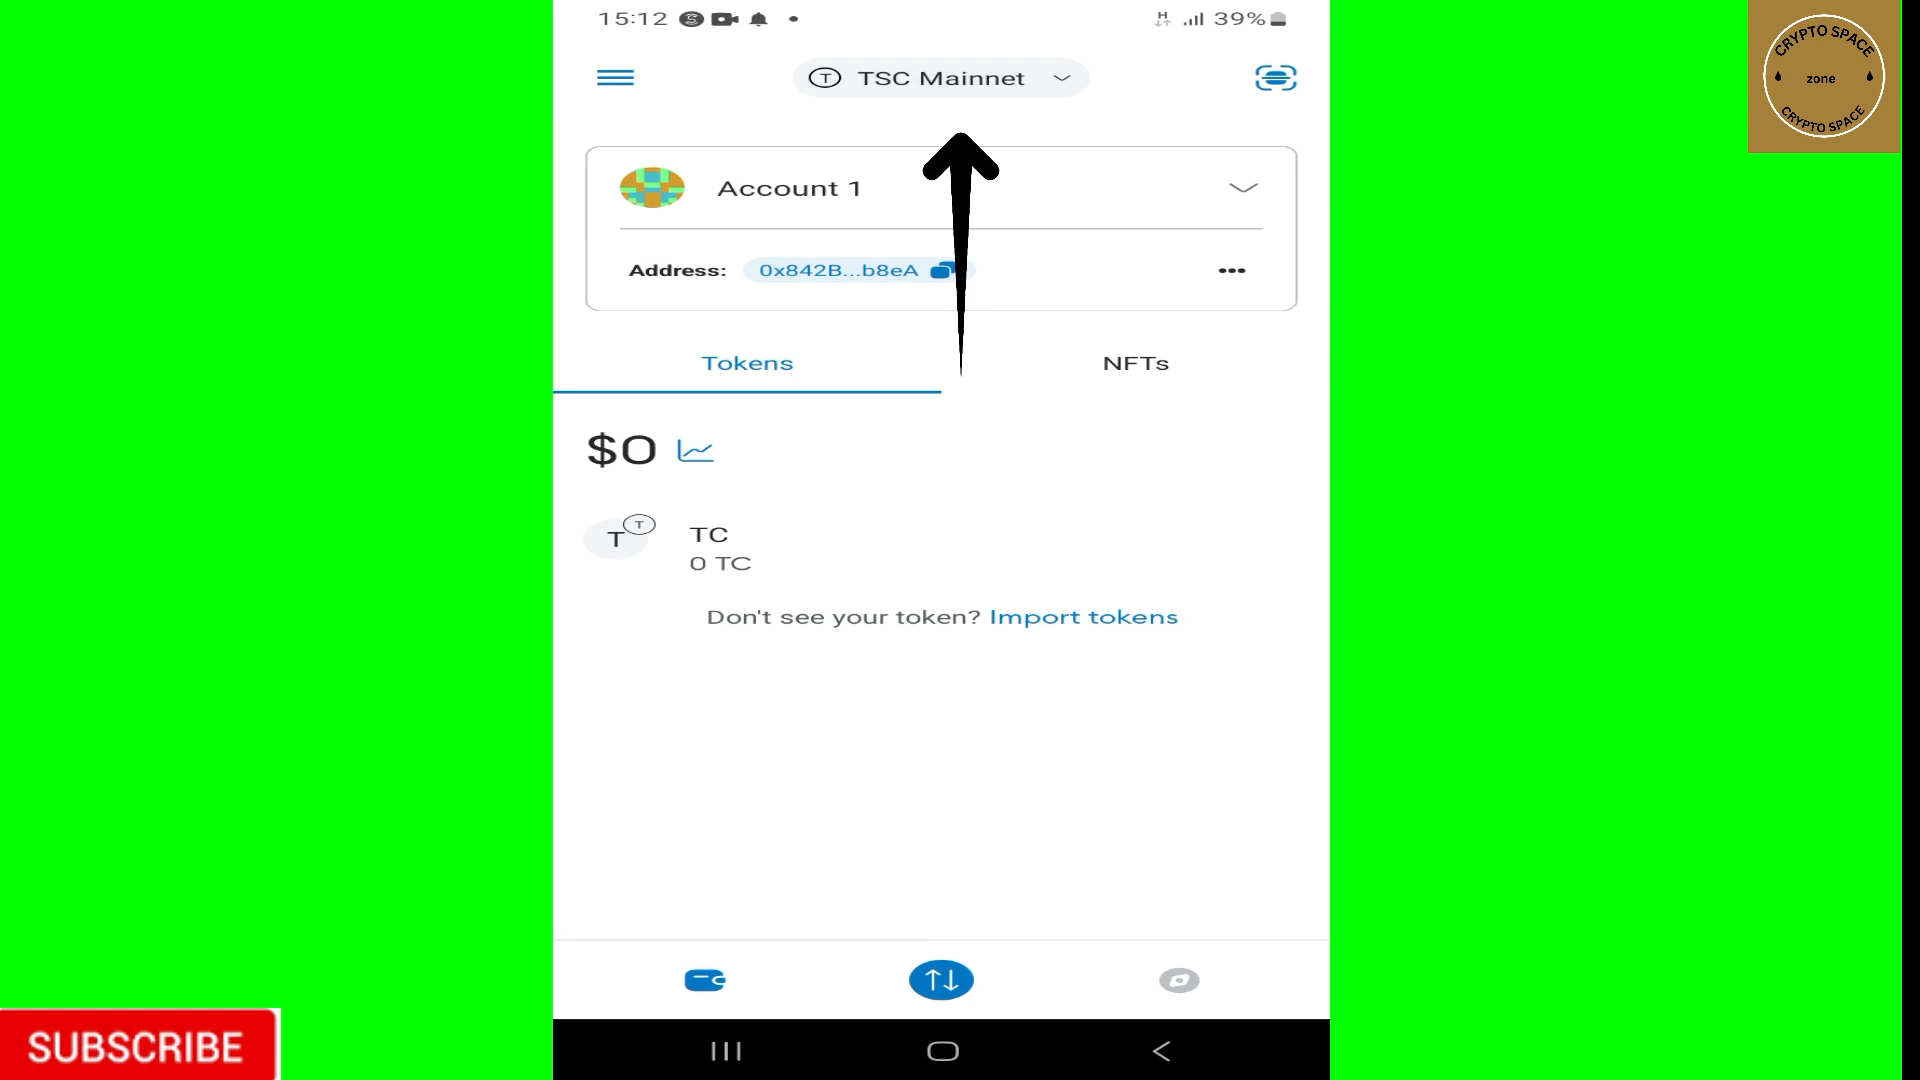 15:12
H
39%
CRYPTO SPACE
zone
CRYPTO SPACE
T TSC Mainnet
Account 1
Address: 0x842B...b8eA
Tokens
NFTs
$0
T
T
TC
0 TC
Don't see your token? Import tokens
SUBSCRIBE